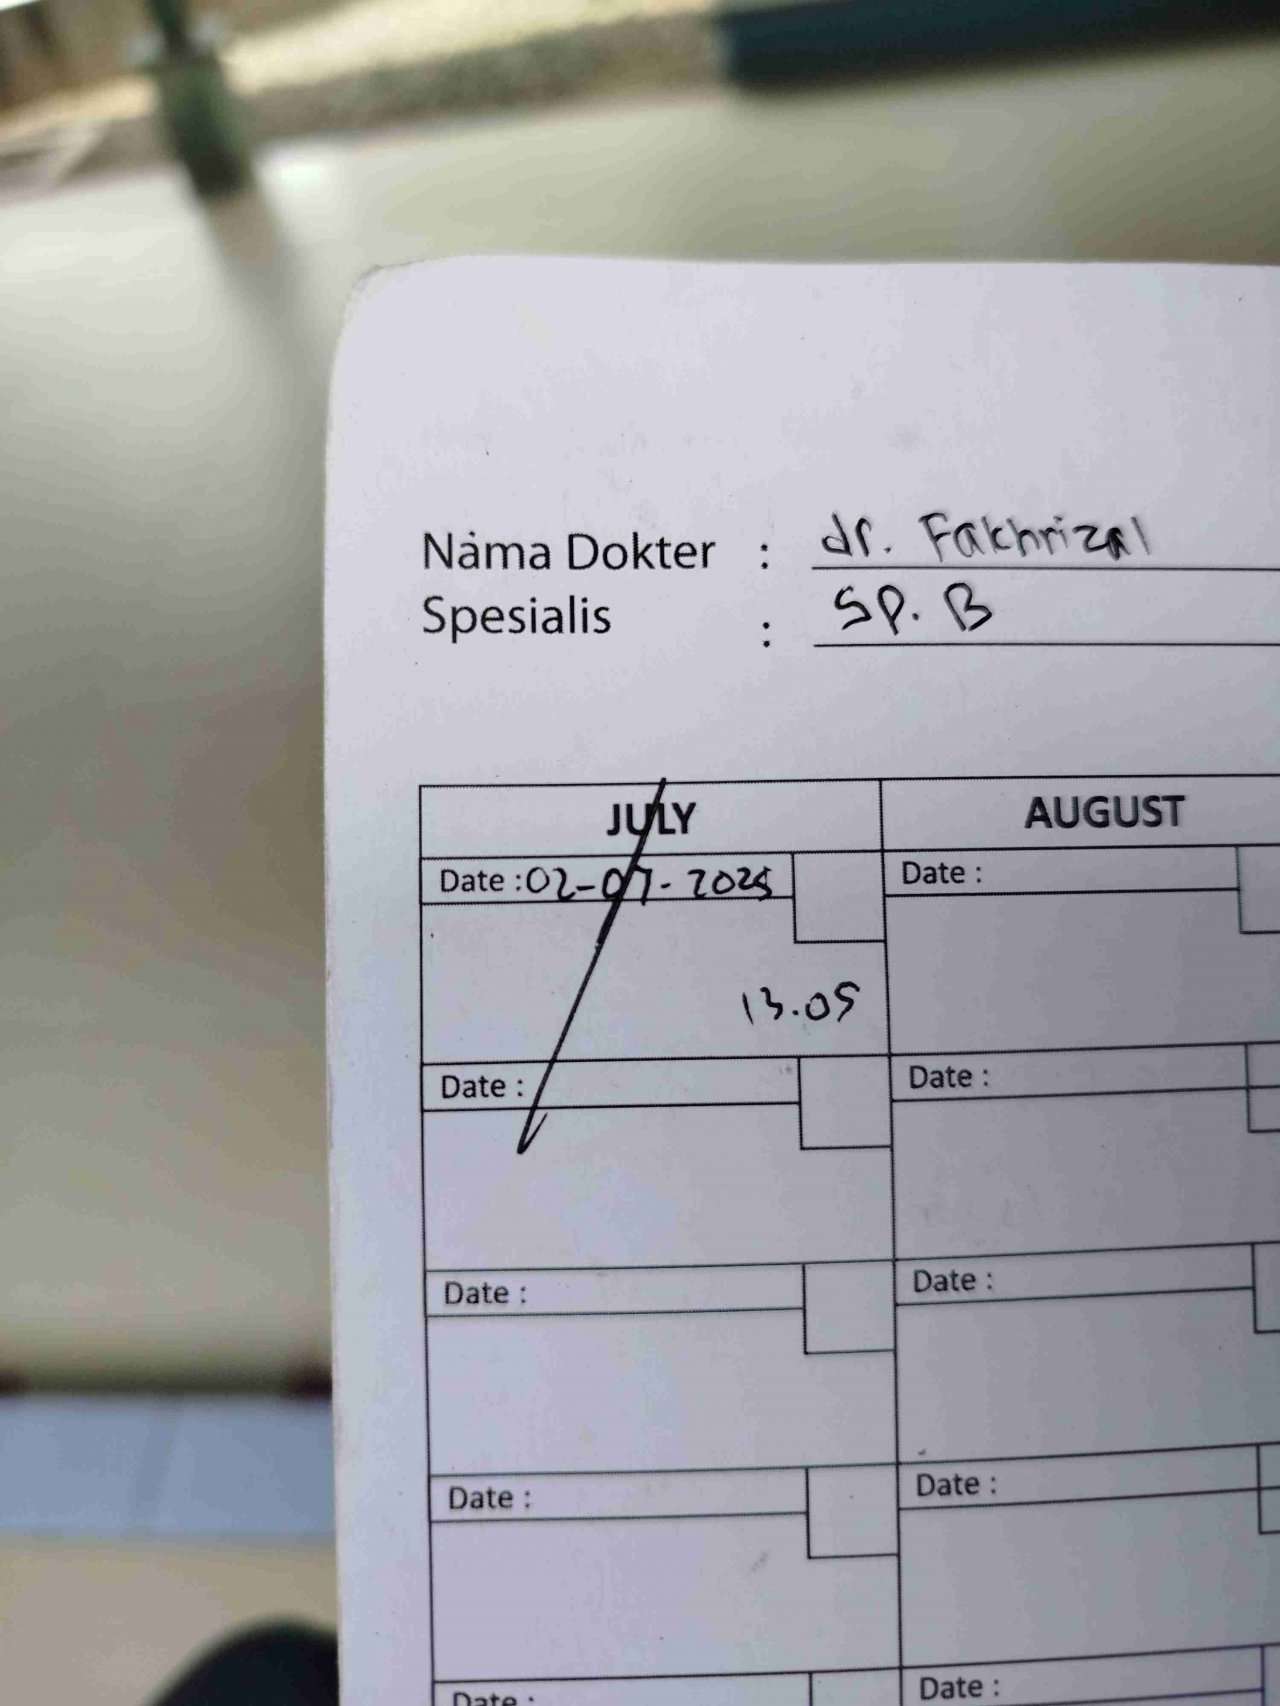 Nama Dokter : dr. Fakhrizal
Spesialis : Sp. B
JULY AUGUST
Date : 02-07-2025 Date :
13.05
Date : Date :
Date : Date :
Date : Date :
Date : Date :